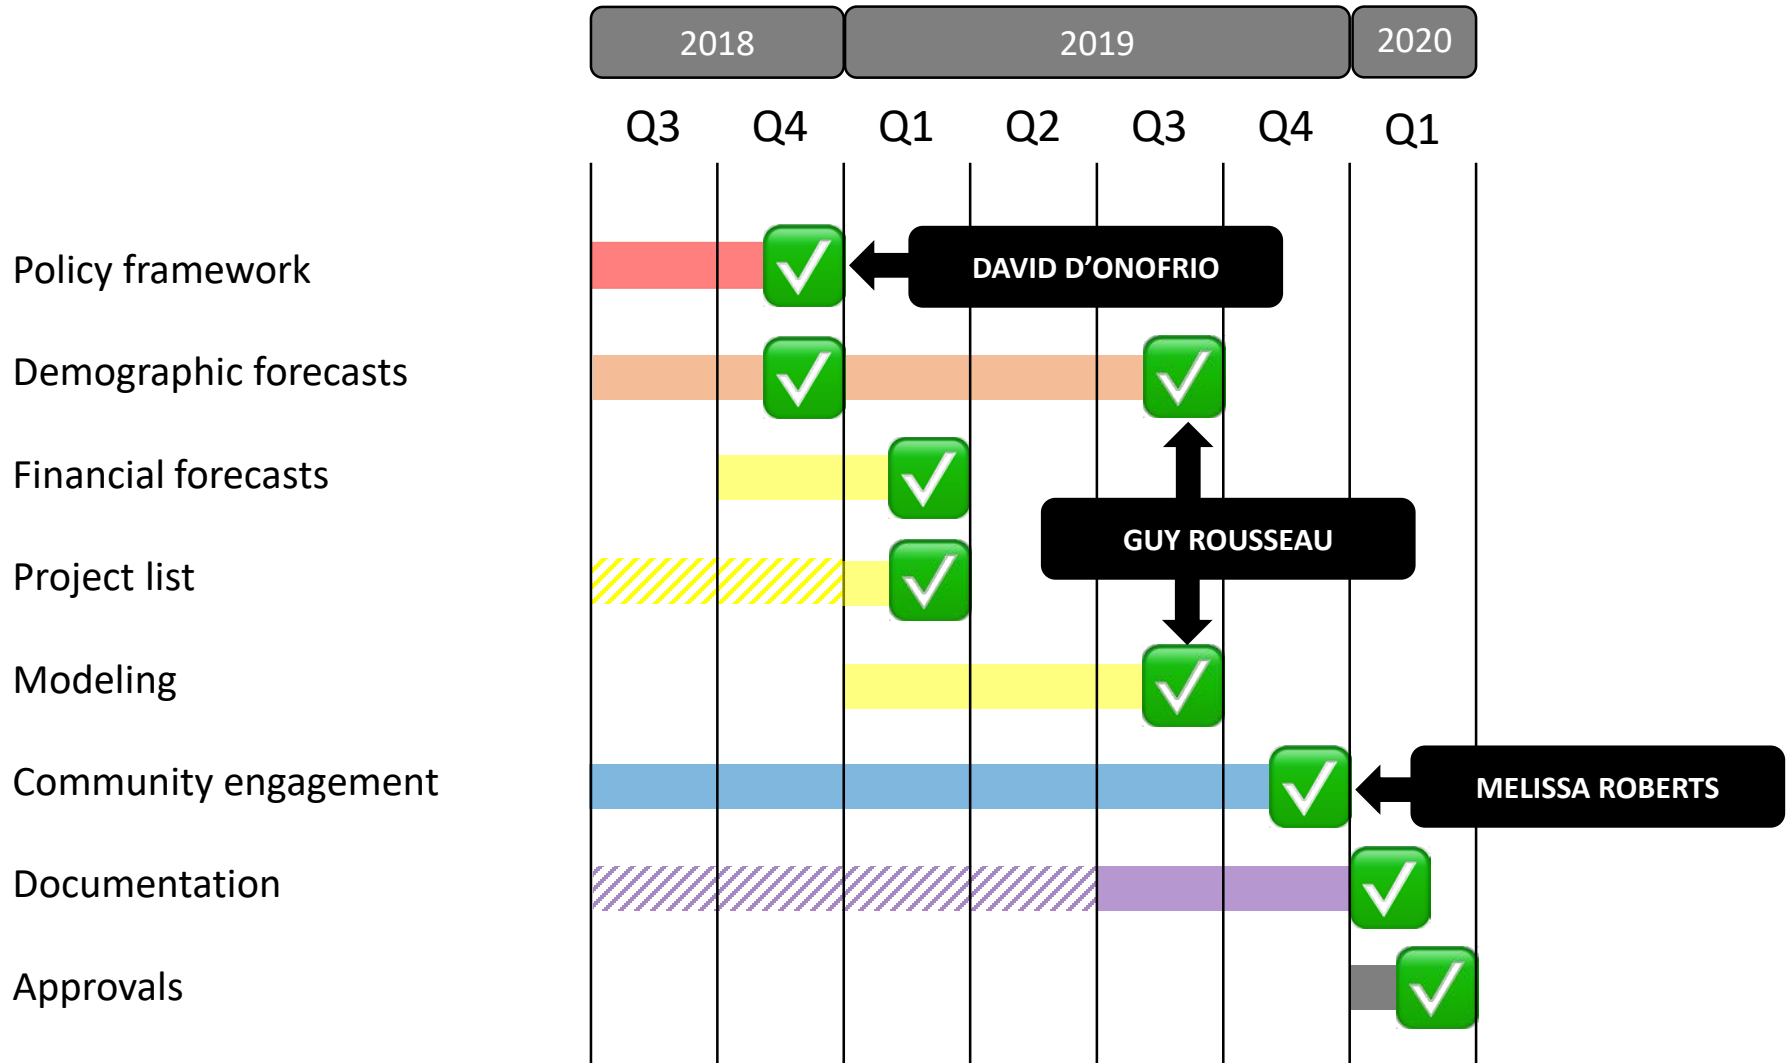 2018 2019 2020
Q3 Q4 Q1 Q2 Q3 Q4 Q1
Policy framework
DAVID D’ONOFRIO
Demographic forecasts
Financial forecasts
GUY ROUSSEAU
Project list
Modeling
Community engagement
MELISSA ROBERTS
Documentation
Approvals